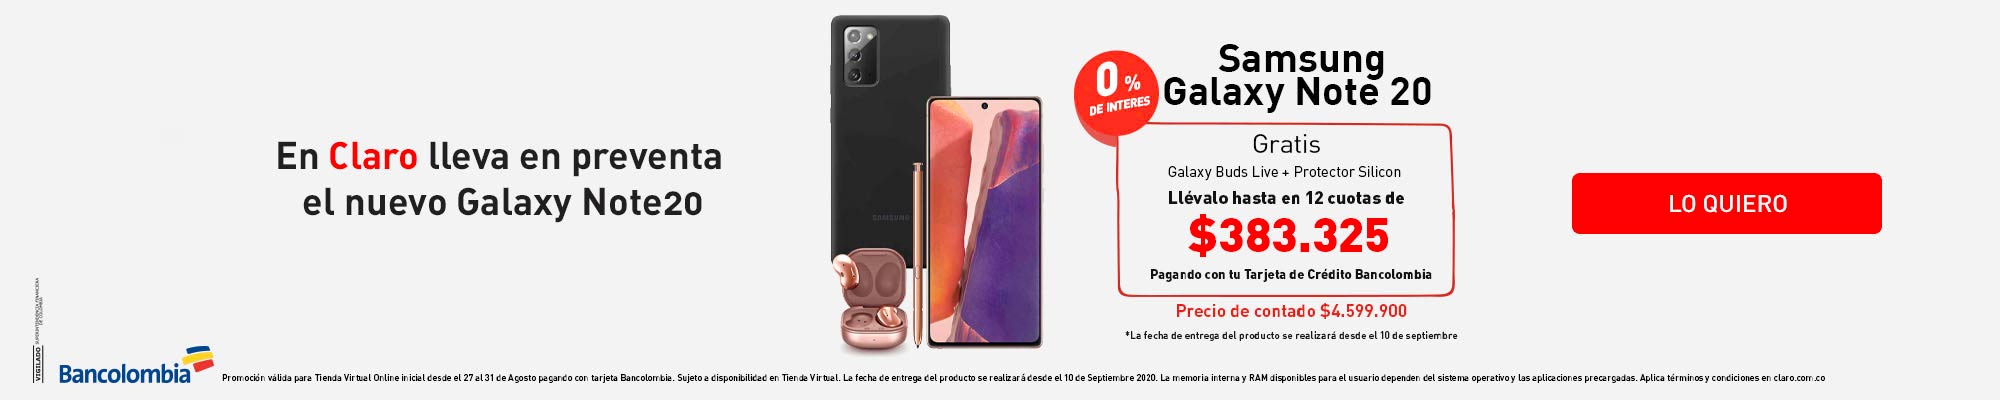 En Claro lleva en preventa
el nuevo Galaxy Note20
SAMSUNG
0 %
DE INTERES
Samsung
Galaxy Note 20
Gratis
Galaxy Buds Live + Protector Silicon
Llévalo hasta en 12 cuotas de
$383.325
Pagando con tu Tarjeta de Crédito Bancolombia
Precio de contado $4.599.900
*La fecha de entrega del producto se realizará desde el 10 de septiembre
LO QUIERO
VIGILADO
SUPERINTENDENCIA FINANCIERA
DE COLOMBIA
Bancolombia
Promoción válida para Tienda Virtual Online inicial desde el 27 al 31 de Agosto pagando con tarjeta Bancolombia. Sujeto a disponibilidad en Tienda Virtual. La fecha de entrega del producto se realizará desde el 10 de Septiembre 2020. La memoria interna y RAM disponibles para el usuario dependen del sistema operativo y las aplicaciones precargadas. Aplica términos y condiciones en claro.com.co